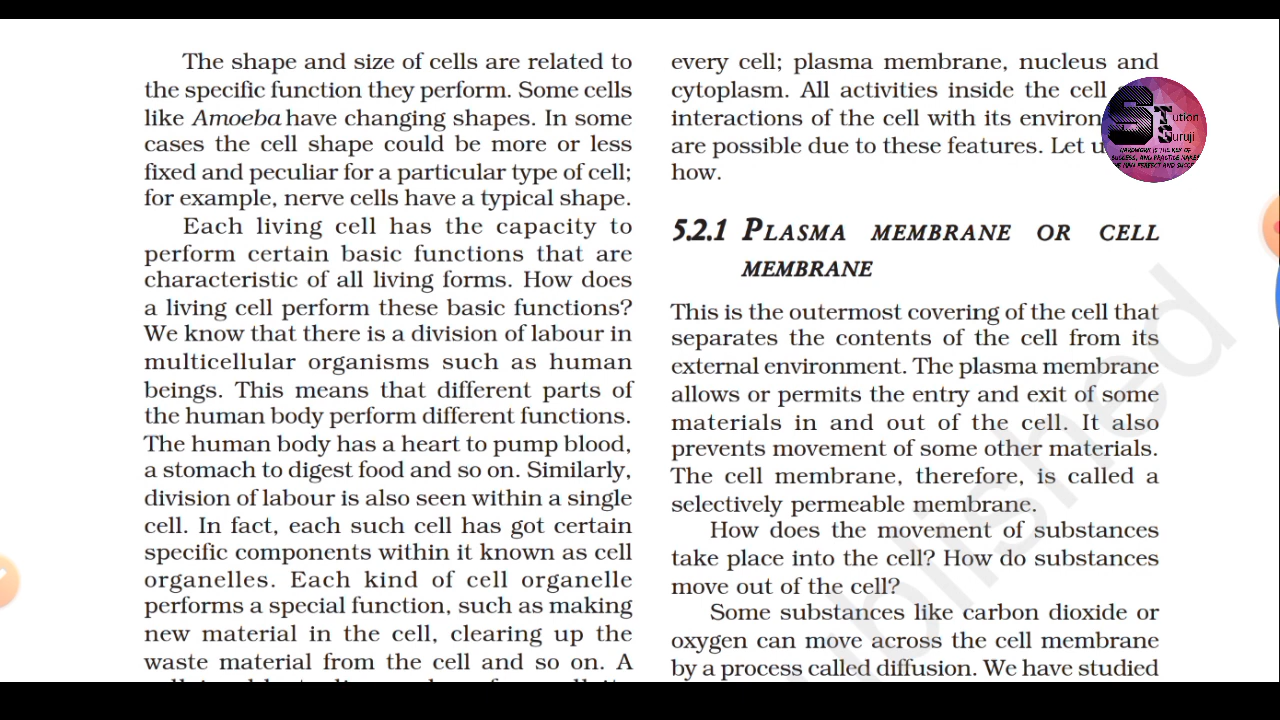 The shape and size of cells are related to
the specific function they perform. Some cells
like Amoeba have changing shapes. In some
cases the cell shape could be more or less
fixed and peculiar for a particular type of cell;
for example, nerve cells have a typical shape.
Each living cell has the capacity to
perform certain basic functions that are
characteristic of all living forms. How does
a living cell perform these basic functions?
We know that there is a division of labour in
multicellular organisms such as human
beings. This means that different parts of
the human body perform different functions.
The human body has a heart to pump blood,
a stomach to digest food and so on. Similarly,
division of labour is also seen within a single
cell. In fact, each such cell has got certain
specific components within it known as cell
organelles. Each kind of cell organelle
performs a special function, such as making
new material in the cell, clearing up the
waste material from the cell and so on. A
every cell; plasma membrane, nucleus and
cytoplasm. All activities inside the cell
interactions of the cell with its environ
are possible due to these features. Let u
how.
5.2.1 PLASMA MEMBRANE OR CELL
MEMBRANE
This is the outermost covering of the cell that
separates the contents of the cell from its
external environment. The plasma membrane
allows or permits the entry and exit of some
materials in and out of the cell. It also
prevents movement of some other materials.
The cell membrane, therefore, is called a
selectively permeable membrane.
How does the movement of substances
take place into the cell? How do substances
move out of the cell?
Some substances like carbon dioxide or
oxygen can move across the cell membrane
by a process called diffusion. We have studied
STution
Guruji
HARDWORK IS THE KEY OF
SUCCESS, AND PRACTICE MAKES
ublished